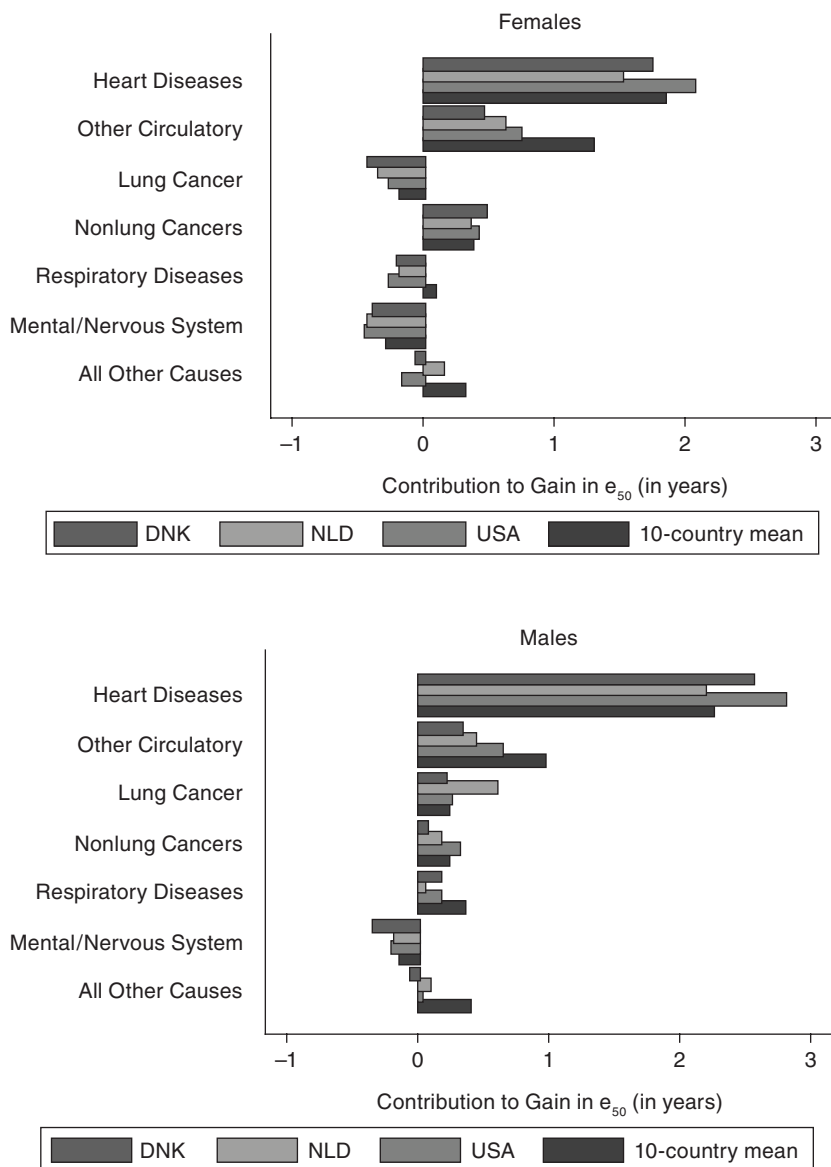 Females
Heart Diseases
Other Circulatory
Lung Cancer
Nonlung Cancers
Respiratory Diseases
Mental/Nervous System
All Other Causes
–1 0 1 2 3
Contribution to Gain in e50 (in years)
DNK NLD USA 10-country mean
Males
Heart Diseases
Other Circulatory
Lung Cancer
Nonlung Cancers
Respiratory Diseases
Mental/Nervous System
All Other Causes
–1 0 1 2 3
Contribution to Gain in e50 (in years)
DNK NLD USA 10-country mean